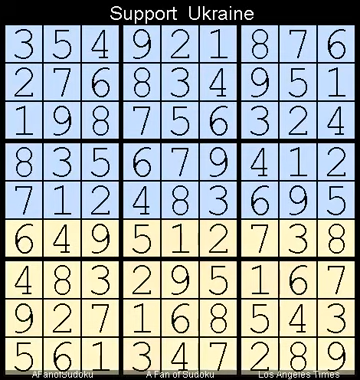 Support Ukraine
3 5 4 9 2 1 8 7 6
2 7 6 8 3 4 9 5 1
1 9 8 7 5 6 3 2 4
8 3 5 6 7 9 4 1 2
7 1 2 4 8 3 6 9 5
6 4 9 5 1 2 7 3 8
4 8 3 2 9 5 1 6 7
9 2 7 1 6 8 5 4 3
5 6 1 3 4 7 2 8 9
AFanofSudoku A Fan of Sudoku Los Angeles Times